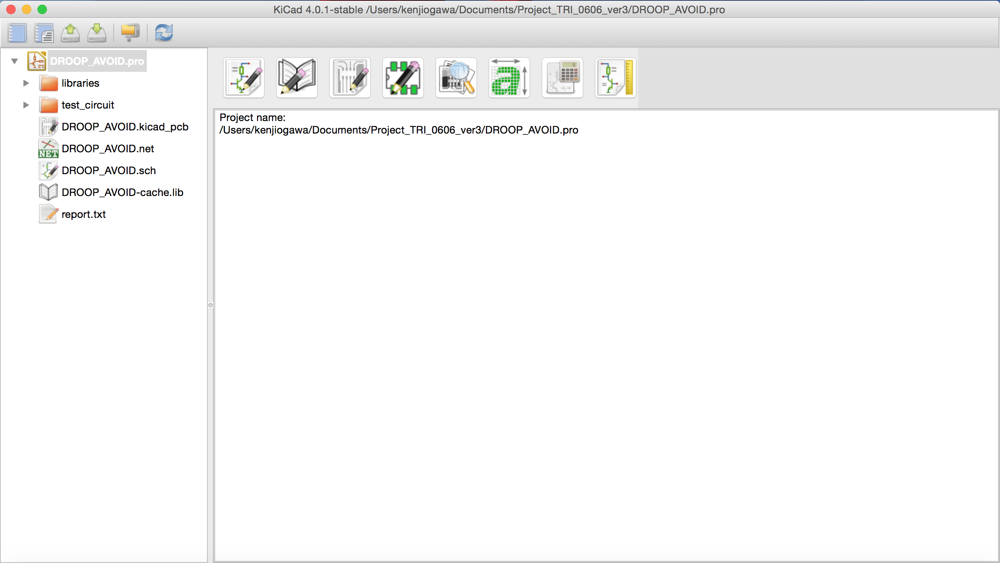 KiCad 4.0.1-stable /Users/kenjiogawa/Documents/Project_TRI_0606_ver3/DROOP_AVOID.pro
DROOP_AVOID.pro
libraries
test_circuit
DROOP_AVOID.kicad_pcb
NET
DROOP_AVOID.net
DROOP_AVOID.sch
DROOP_AVOID-cache.lib
report.txt
a
Project name:
/Users/kenjiogawa/Documents/Project_TRI_0606_ver3/DROOP_AVOID.pro